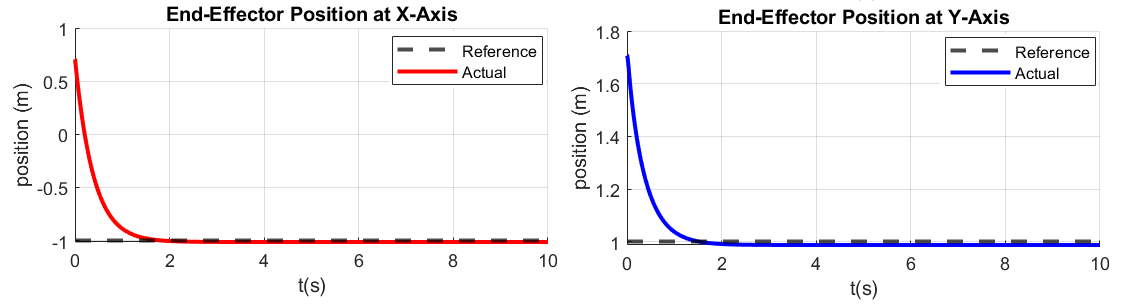 End-Effector Position at X-Axis
1
0.5
0
-0.5
-1
position (m)
Reference
Actual
0
2
4
6
8
10
t(s)
End-Effector Position at Y-Axis
1.8
1.6
1.4
1.2
1
position (m)
Reference
Actual
0
2
4
6
8
10
t(s)